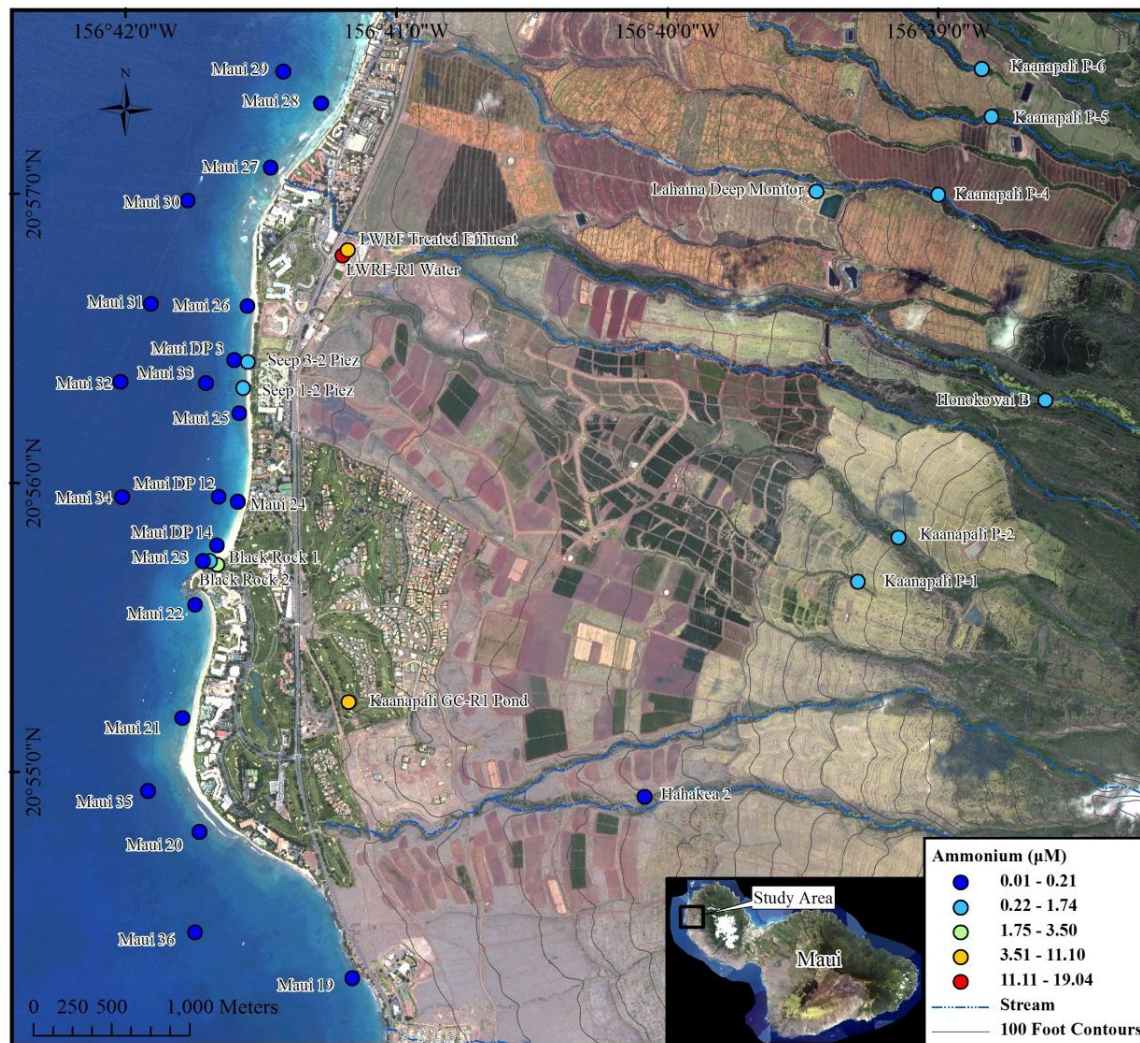 156°42'0"W
156°41'0"W
156°40'0"W
156°39'0"W
N
20°57'0"N
20°56'0"N
20°55'0"N
Maui 29
Kaanapali P-6
Maui 28
Kaanapali P-5
Maui 27
Lahaina Deep Monitor
Kaanapali P-4
Maui 30
LWRF Treated Effluent
LWRF-R1 Water
Maui 31
Maui 26
Maui DP 3
Seep 3-2 Piez
Maui 32
Maui 33
Seep 1-2 Piez
Honokowai B
Maui 25
Maui 34
Maui DP 12
Maui 24
Kaanapali P-2
Maui DP 14
Maui 23
Black Rock 1
Black Rock 2
Kaanapali P-1
Maui 22
Kaanapali GC-R1 Pond
Maui 21
Maui 35
Hahakea 2
Maui 20
Maui 36
Maui 19
0 250 500 1,000 Meters
Study Area
Maui
Ammonium (µM)
0.01 - 0.21
0.22 - 1.74
1.75 - 3.50
3.51 - 11.10
11.11 - 19.04
Stream
100 Foot Contours